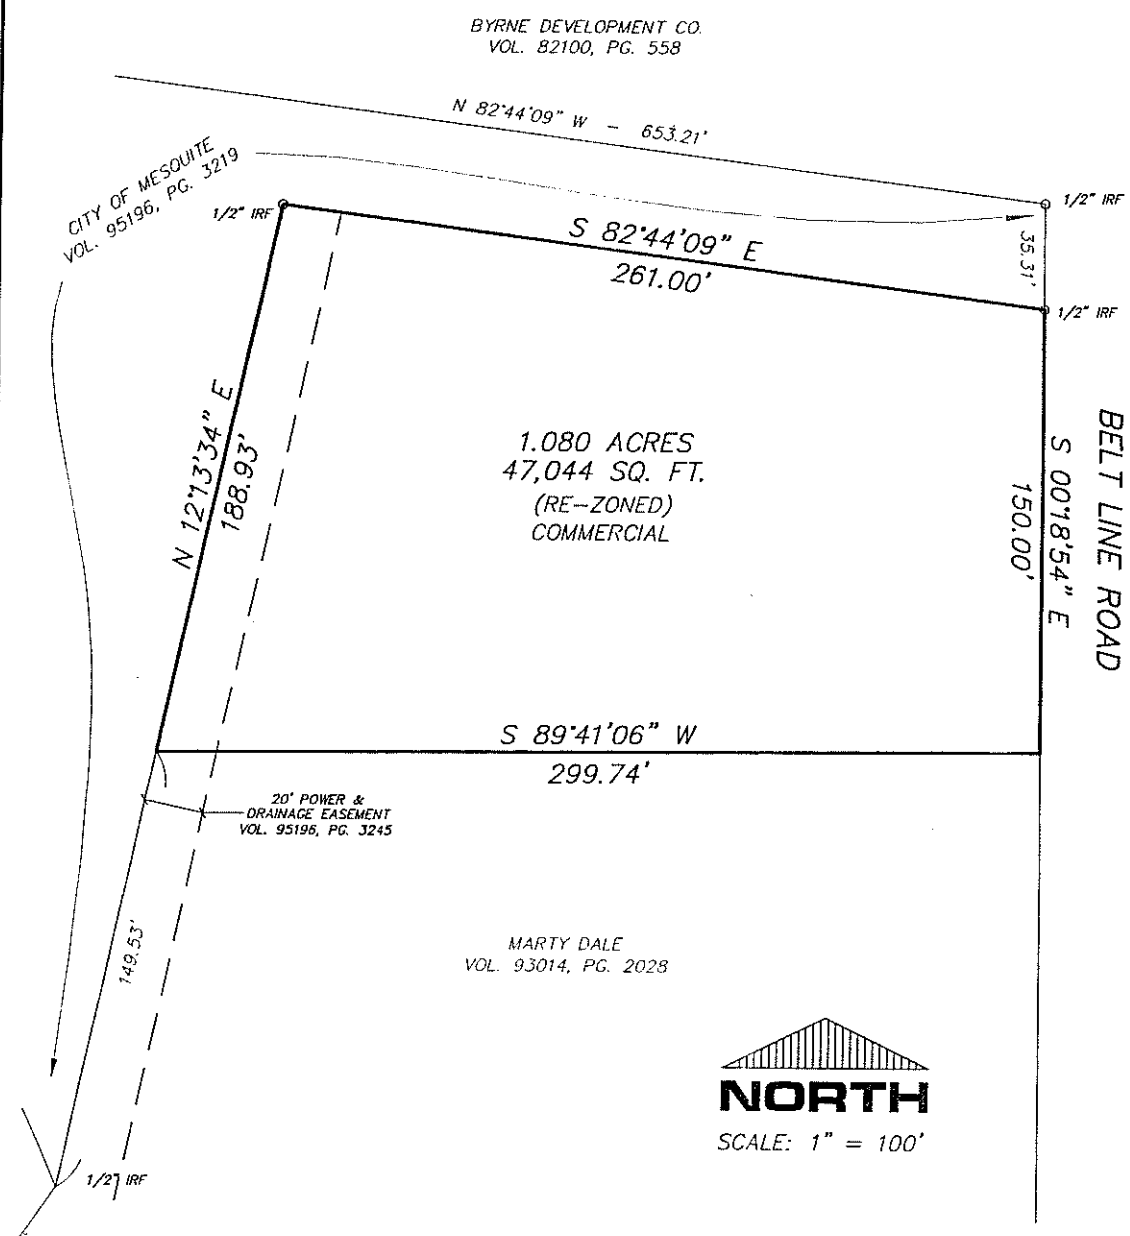 BYRNE DEVELOPMENT CO.
VOL. 82100, PG. 558
N 82°44'09" W - 653.21'
CITY OF MESQUITE
VOL. 95196, PG. 3219
1/2" IRF
1/2" IRF
35.31'
S 82°44'09" E
261.00'
1/2" IRF
N 12°13'34" E
188.93'
1.080 ACRES
47,044 SQ. FT.
(RE-ZONED)
COMMERCIAL
S 00°18'54" E
150.00'
BELT LINE ROAD
S 89°41'06" W
299.74'
20' POWER &
DRAINAGE EASEMENT
VOL. 95196, PG. 3245
149.53'
MARTY DALE
VOL. 93014, PG. 2028
NORTH
SCALE: 1" = 100'
1/2" IRF